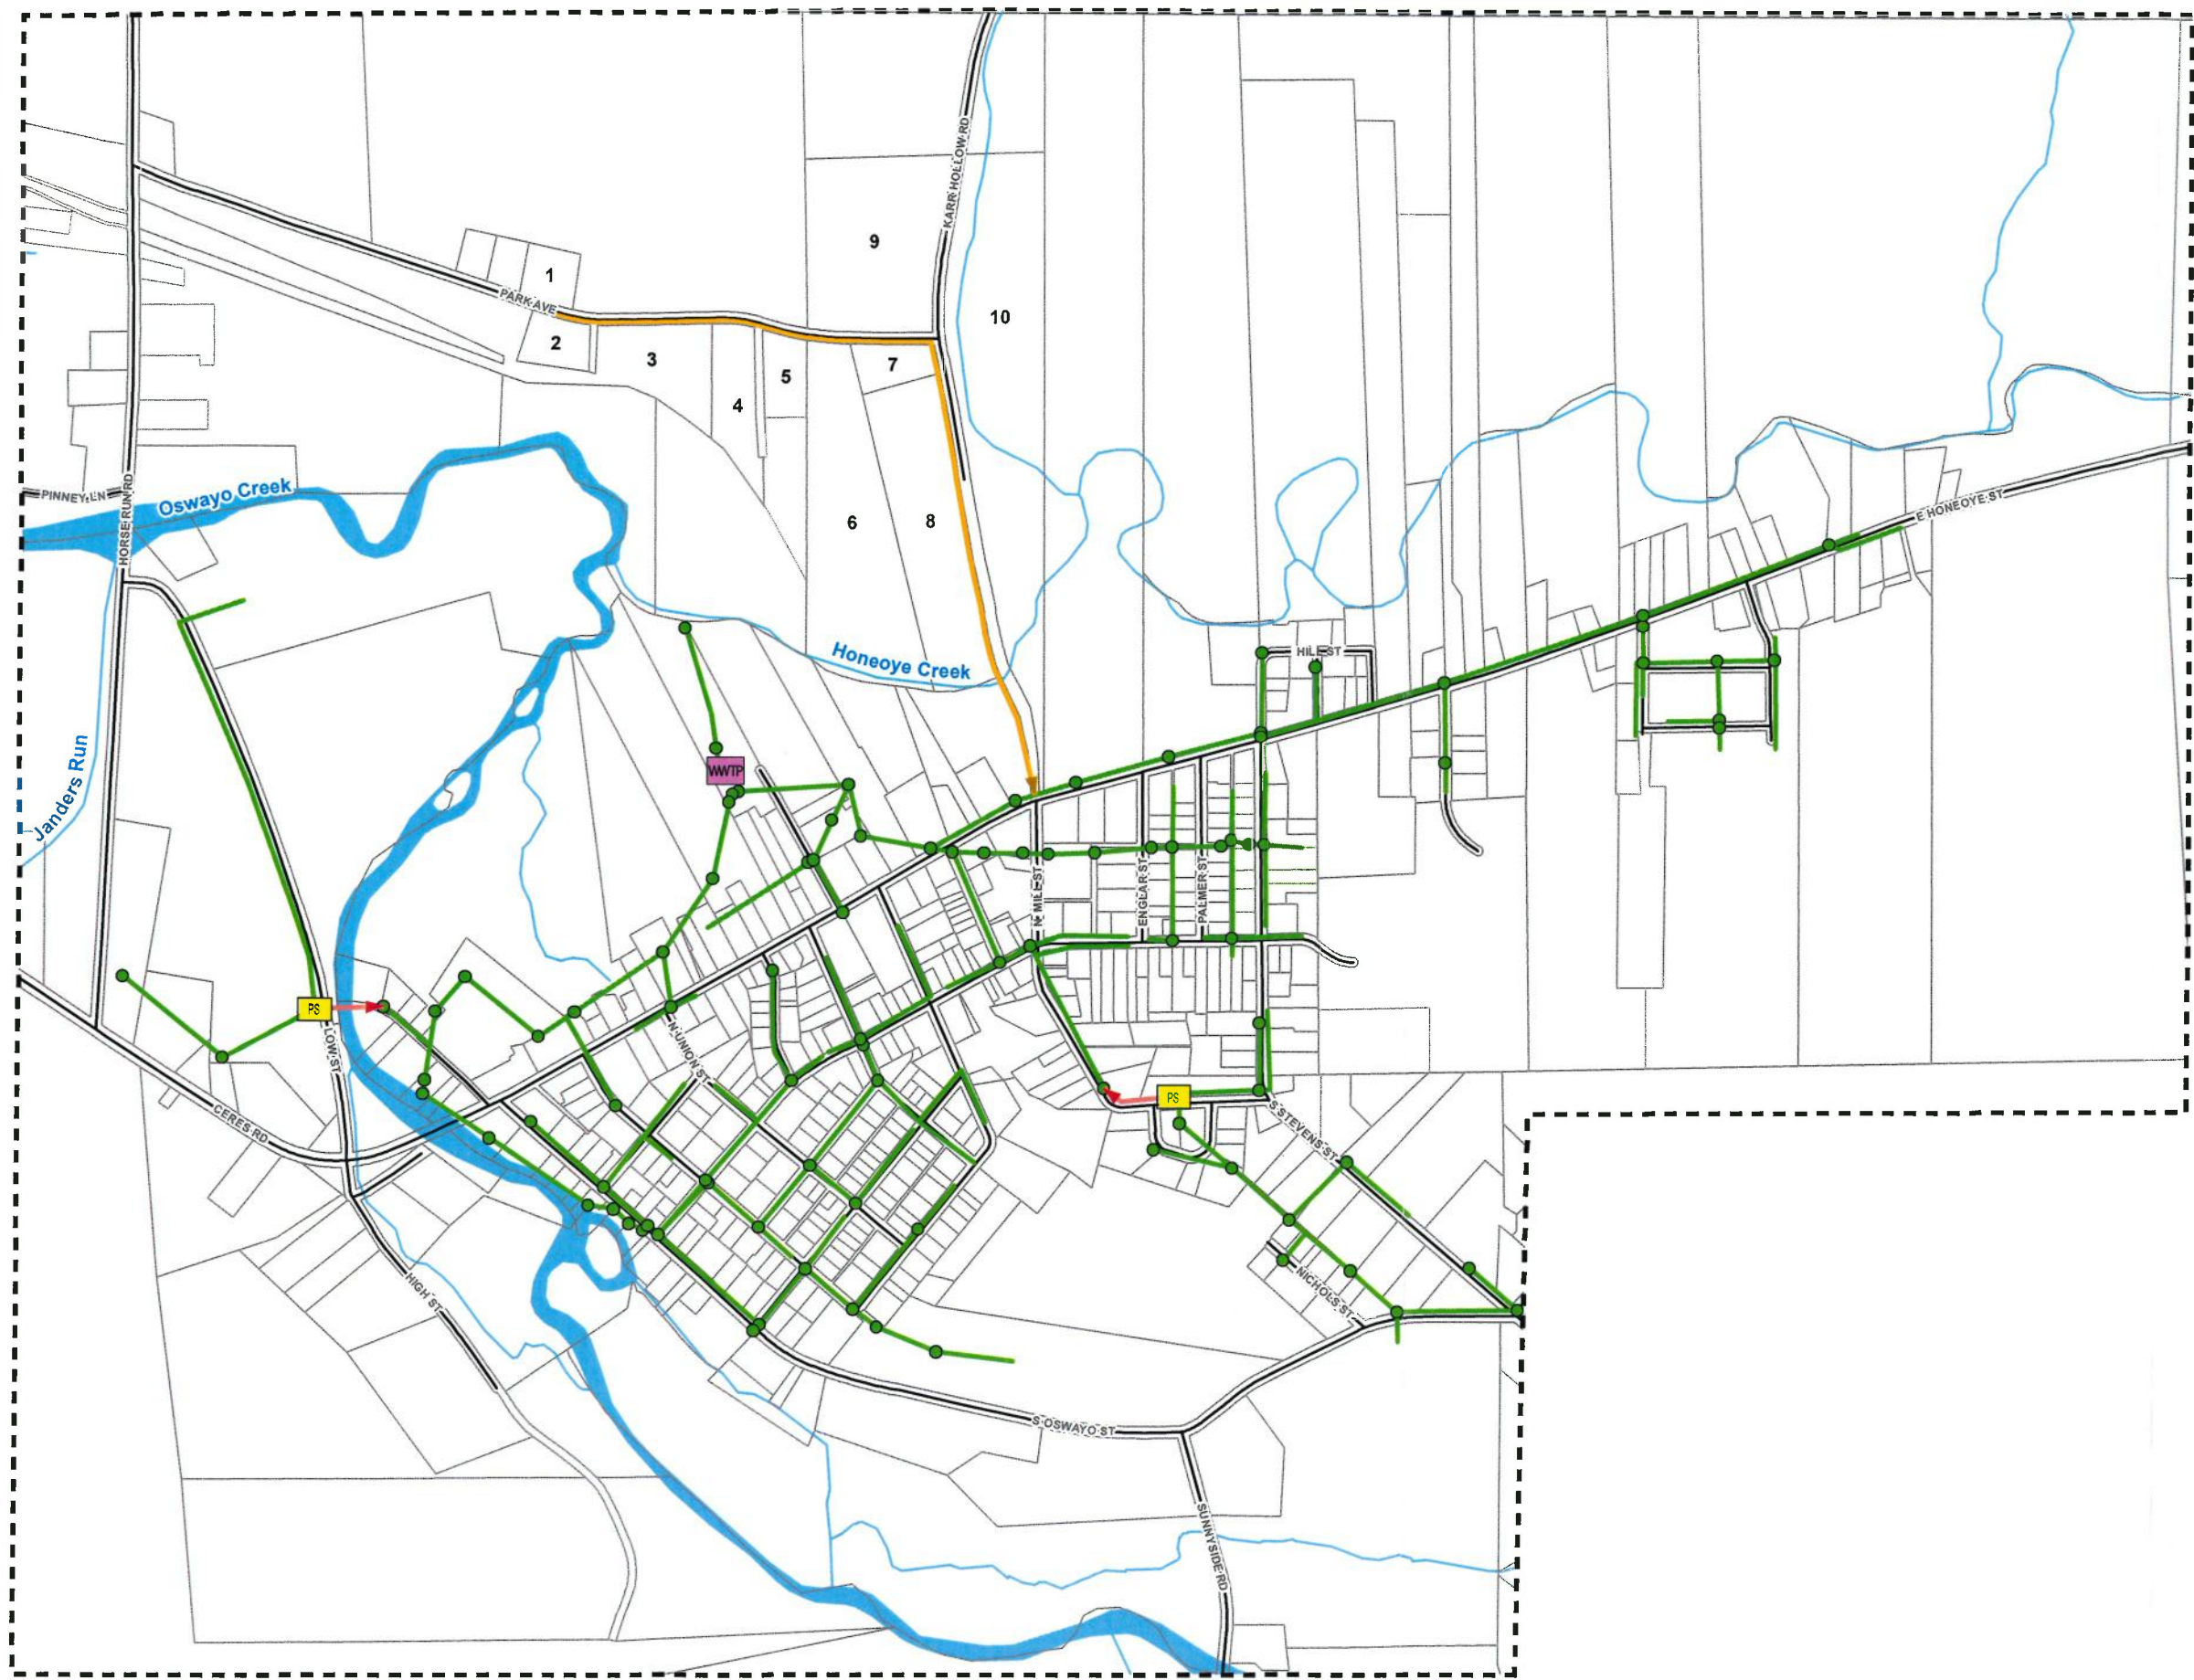 KARR HOLLOW RD
9
1
PARK AVE
10
2
3
7
5
4
HORSE RUN RD
PINNEY LN
Oswayo Creek
E HONEOYE ST
6
8
Honeoye Creek
HILL ST
Janders Run
WWTP
N MILL ST
ENGLAR ST
PALMER ST
PS
LOW ST
N UNION ST
PS
CERES RD
S STEVENS ST
HIGH ST
NICHOLS ST
S OSWAYO ST
SUNNYSIDE RD